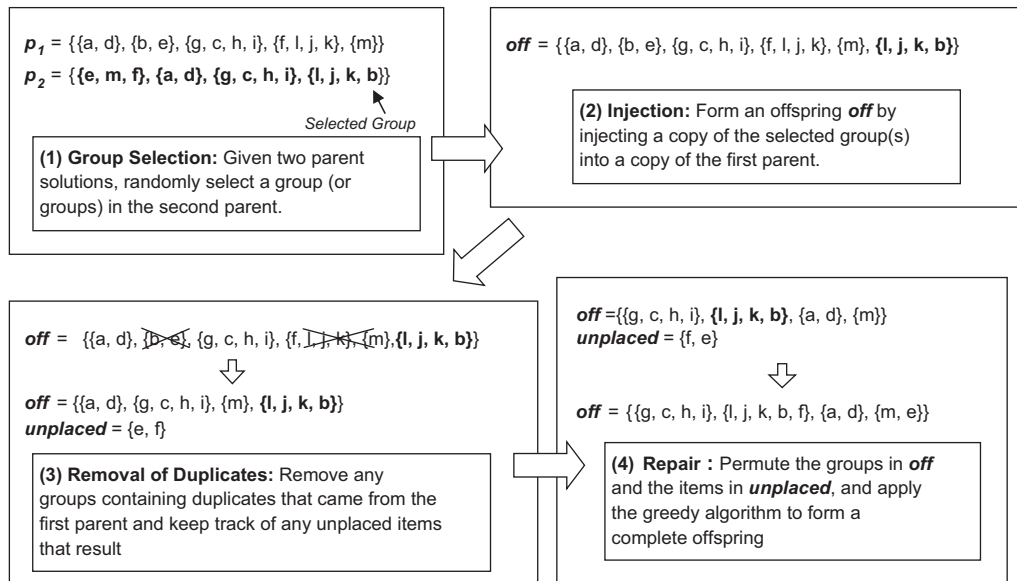 p1 = {{a, d}, {b, e}, {g, c, h, i}, {f, l, j, k}, {m}}
p2 = {{e, m, f}, {a, d}, {g, c, h, i}, {l, j, k, b}}
Selected Group
(1) Group Selection: Given two parent
solutions, randomly select a group (or
groups) in the second parent.
off = {{a, d}, {b, e}, {g, c, h, i}, {f, l, j, k}, {m}, {l, j, k, b}}
(2) Injection: Form an offspring off by
injecting a copy of the selected group(s)
into a copy of the first parent.
off = {{a, d}, {b, e}, {g, c, h, i}, {f, l, j, k}, {m},{l, j, k, b}}
off = {{a, d}, {g, c, h, i}, {m}, {l, j, k, b}}
unplaced = {e, f}
(3) Removal of Duplicates: Remove any
groups containing duplicates that came from the
first parent and keep track of any unplaced items
that result
off ={{g, c, h, i}, {l, j, k, b}, {a, d}, {m}}
unplaced = {f, e}
off = { {g, c, h, i}, {l, j, k, b, f}, {a, d}, {m, e}}
(4) Repair : Permute the groups in off
and the items in unplaced, and apply
the greedy algorithm to form a
complete offspring